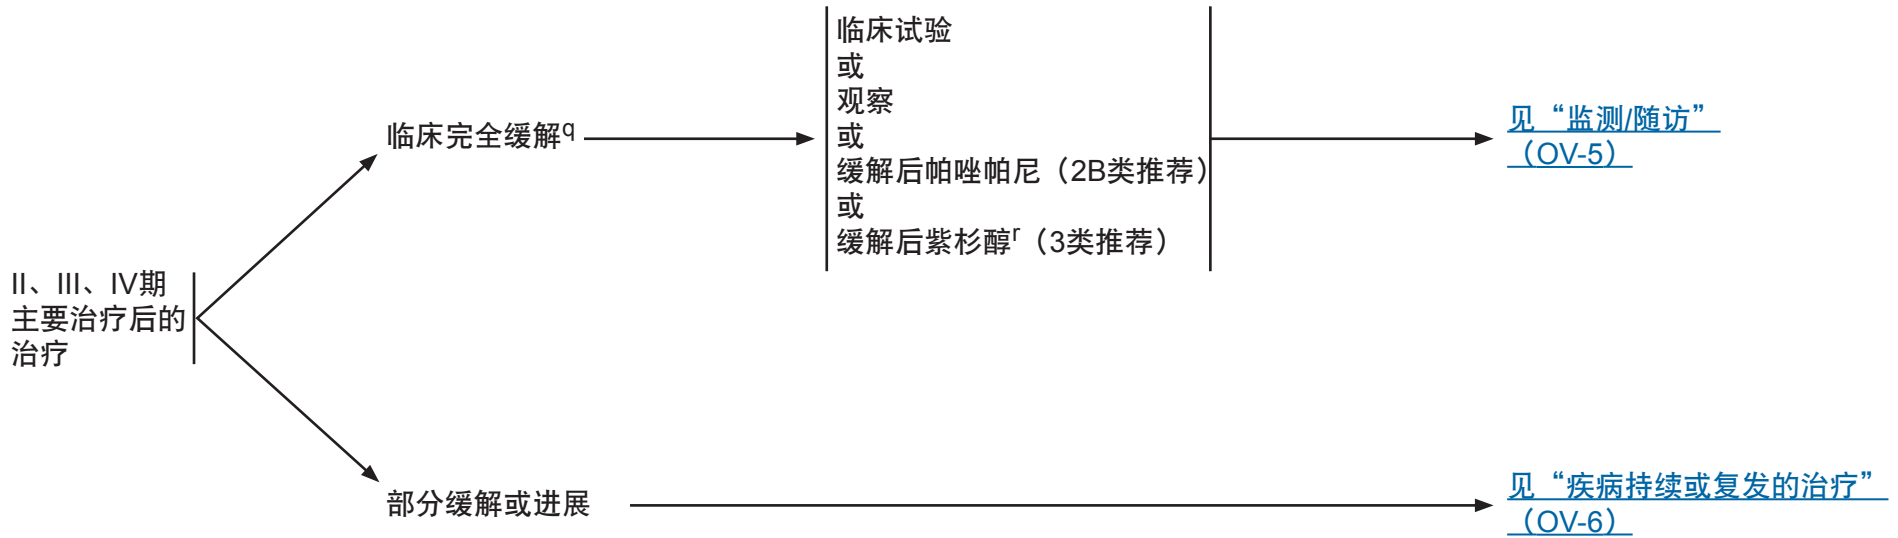 II、III、IV期
主要治疗后的
治疗
临床完全缓解q
临床试验
或
观察
或
缓解后帕唑帕尼（2B类推荐）
或
缓解后紫杉醇r（3类推荐）
见“监测/随访”
（OV-5）
部分缓解或进展
见“疾病持续或复发的治疗”
（OV-6）